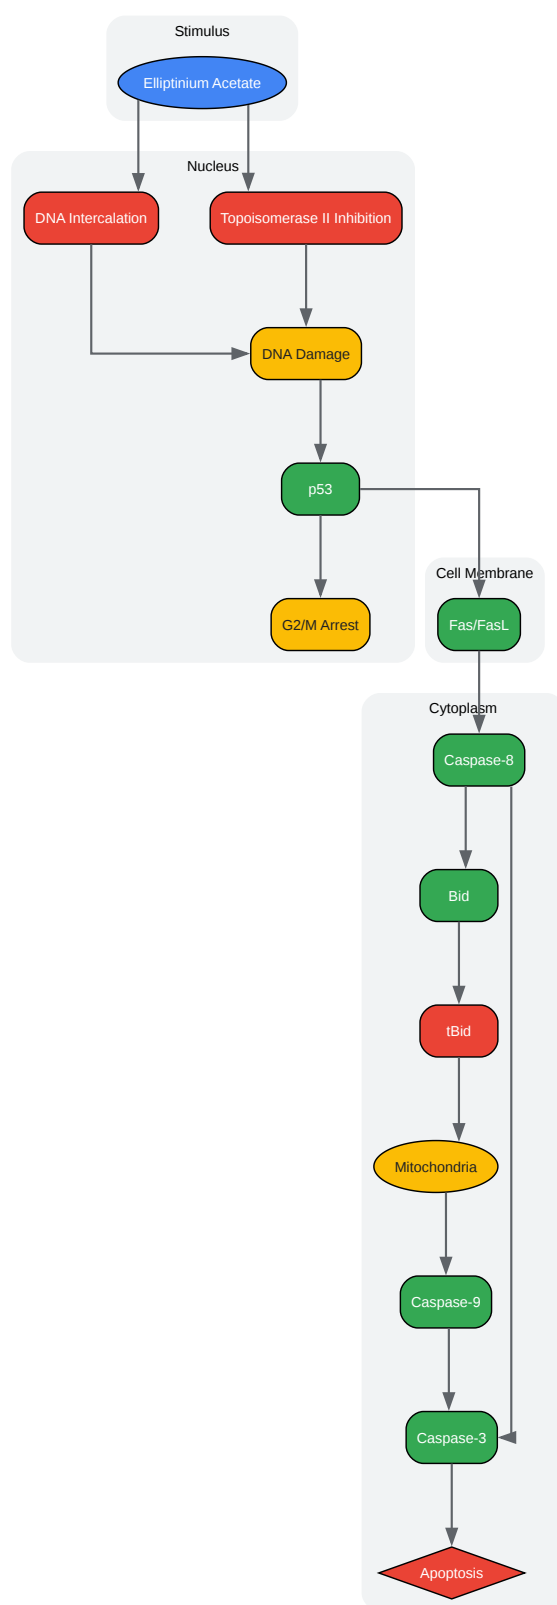 Stimulus
Elliptinium Acetate
Nucleus
DNA Intercalation
Topoisomerase II Inhibition
DNA Damage
p53
G2/M Arrest
Cell Membrane
Fas/FasL
Cytoplasm
Caspase-8
Bid
tBid
Mitochondria
Caspase-9
Caspase-3
Apoptosis